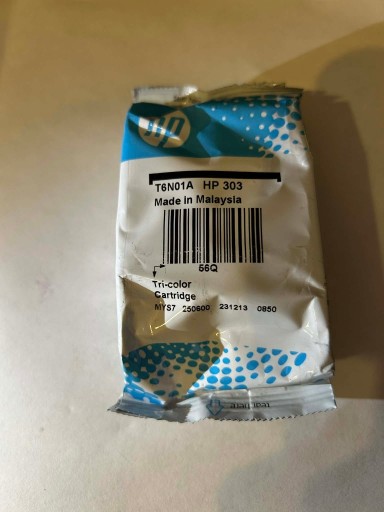 hp
T6N01A HP 303
Made in Malaysia
56Q
Tri-color
Cartridge
MYS7 250600 231213 0850